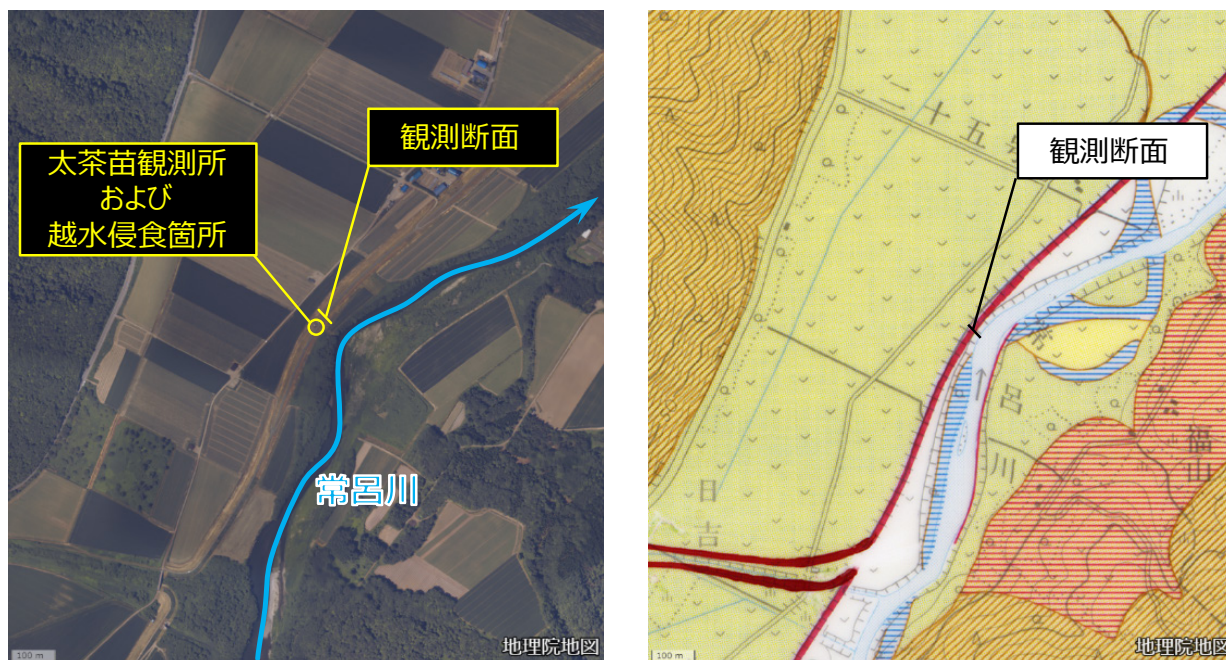 太茶苗観測所
および
越水侵食箇所
観測断面
常呂川
100 m
地理院地図
二十五号
観測断面
常
呂
川
福山
日
吉
100 m
地理院地図